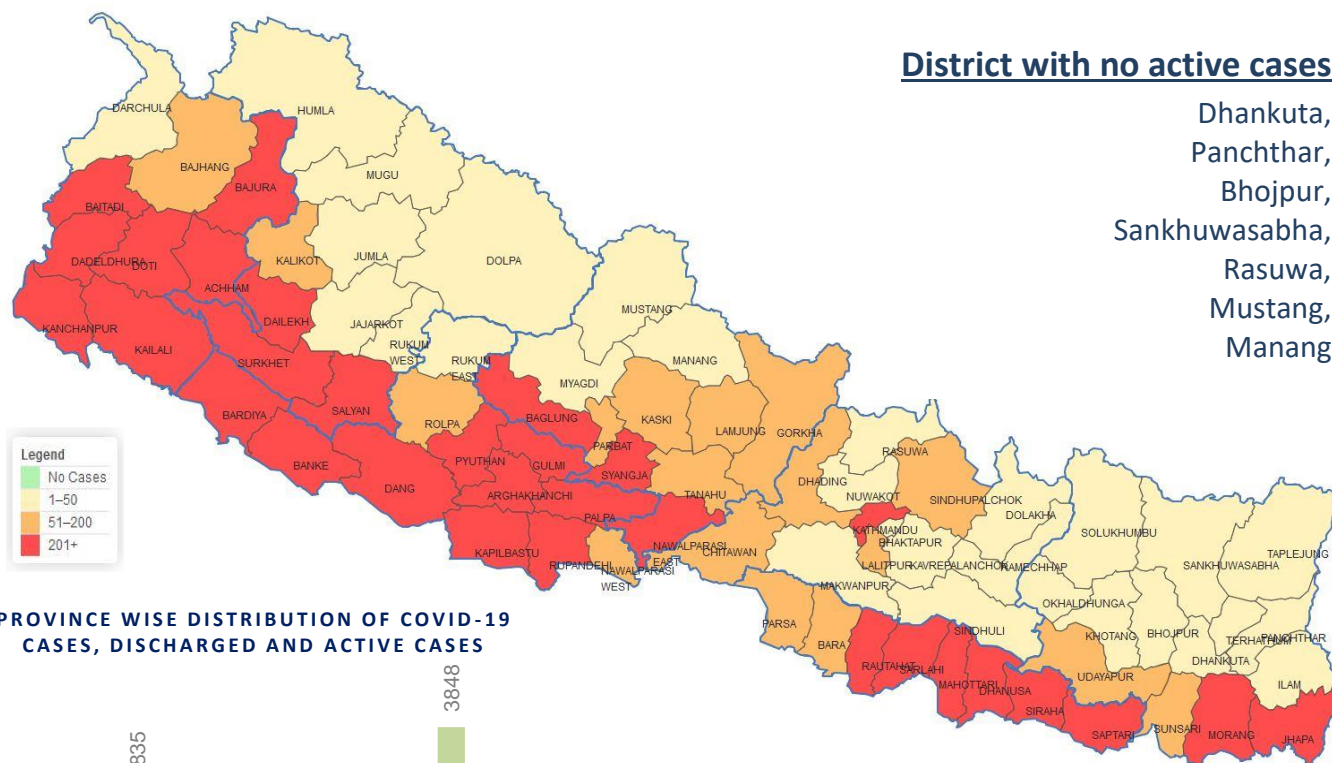 District with no active cases
Dhankuta,
Panchthar,
Bhojpur,
Sankhuwasabha,
Rasuwa,
Mustang,
Manang
DARCHULA
HUMLA
BAJHANG
BAJURA
MUGU
BAITADI
DADELDHURA
DOTI
KALIKOT
JUMLA
DOLPA
ACHHAM
KANCHANPUR
KAILALI
DAILEKH
JAJARKOT
MUSTANG
SURKHET
RUKUM
WEST
RUKUM
EAST
MANANG
MYAGDI
BARDIYA
SALYAN
ROLPA
BAGLUNG
KASKI
LAMJUNG
GORKHA
PARBAT
BANKE
DANG
PYUTHAN
GULMI
SYANGJA
RASUWA
DHADING
NUWAKOT
SINDHUPALCHOK
ARGHAKHANCHI
TANAHU
DOLAKHA
PALPA
KATHMANDU
BHAKTAPUR
SOLUKHUMBU
TAPLEJUNG
KAPILBASTU
RUPANDEHI
NAWALPARASI
EAST
NAWALPARASI
WEST
CHITAWAN
LALITPUR
KAVREPALANCHOK
RAMECHHAP
SANKHUWASABHA
MAKWANPUR
OKHALDHUNGA
PARSA
BARA
SINDHULI
KHOTANG
BHOJPUR
TERHATHUM
PANCHTHAR
DHANKUTA
RAUTAHAT
SARLAHI
MAHOTTARI
DHANUSA
SIRAHA
UDAYAPUR
ILAM
SAPTARI
SUNSARI
MORANG
JHAPA
Legend
No Cases
1–50
51–200
201+
PROVINCE WISE DISTRIBUTION OF COVID-19
CASES, DISCHARGED AND ACTIVE CASES
3848
835